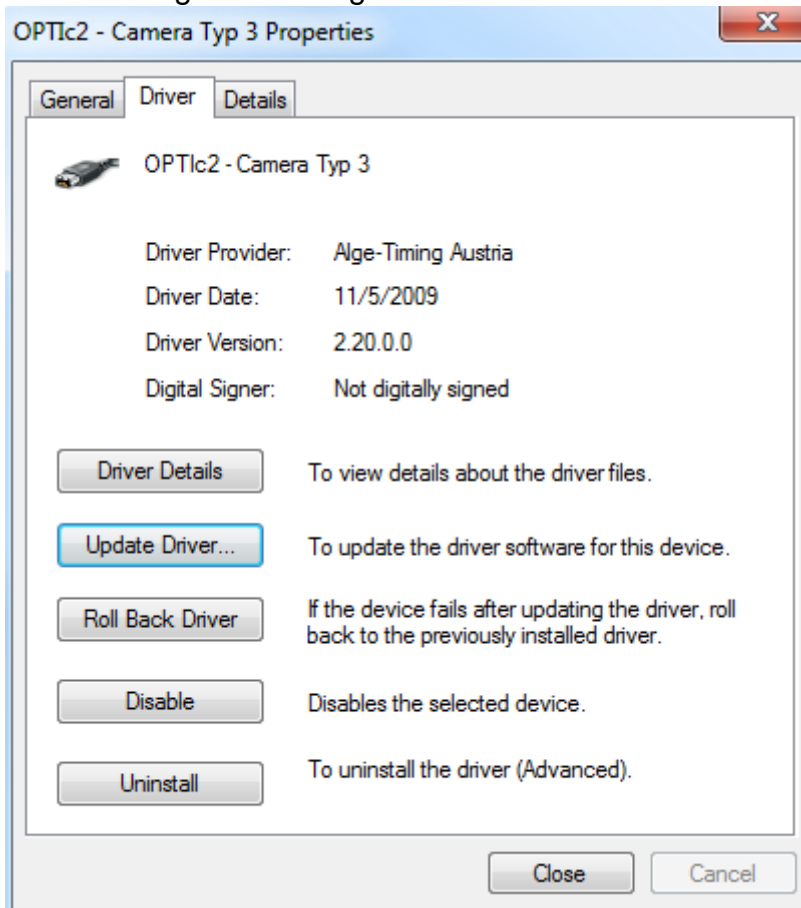 OPTIc2 - Camera Typ 3 Properties
General Driver Details
OPTIc2 - Camera Typ 3
Driver Provider: Alge-Timing Austria
Driver Date: 11/5/2009
Driver Version: 2.20.0.0
Digital Signer: Not digitally signed
Driver Details To view details about the driver files.
Update Driver... To update the driver software for this device.
Roll Back Driver If the device fails after updating the driver, roll
back to the previously installed driver.
Disable Disables the selected device.
Uninstall To uninstall the driver (Advanced).
Close Cancel